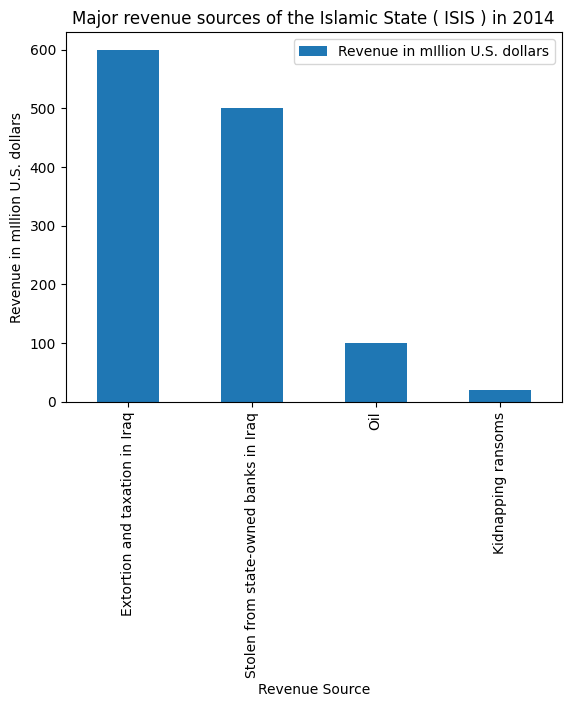 Major revenue sources of the Islamic State ( ISIS ) in 2014
Revenue in mIllion U.S. dollars
Revenue in mIllion U.S. dollars
600
500
400
300
200
100
0
Extortion and taxation in Iraq
Stolen from state-owned banks in Iraq
Oil
Kidnapping ransoms
Revenue Source